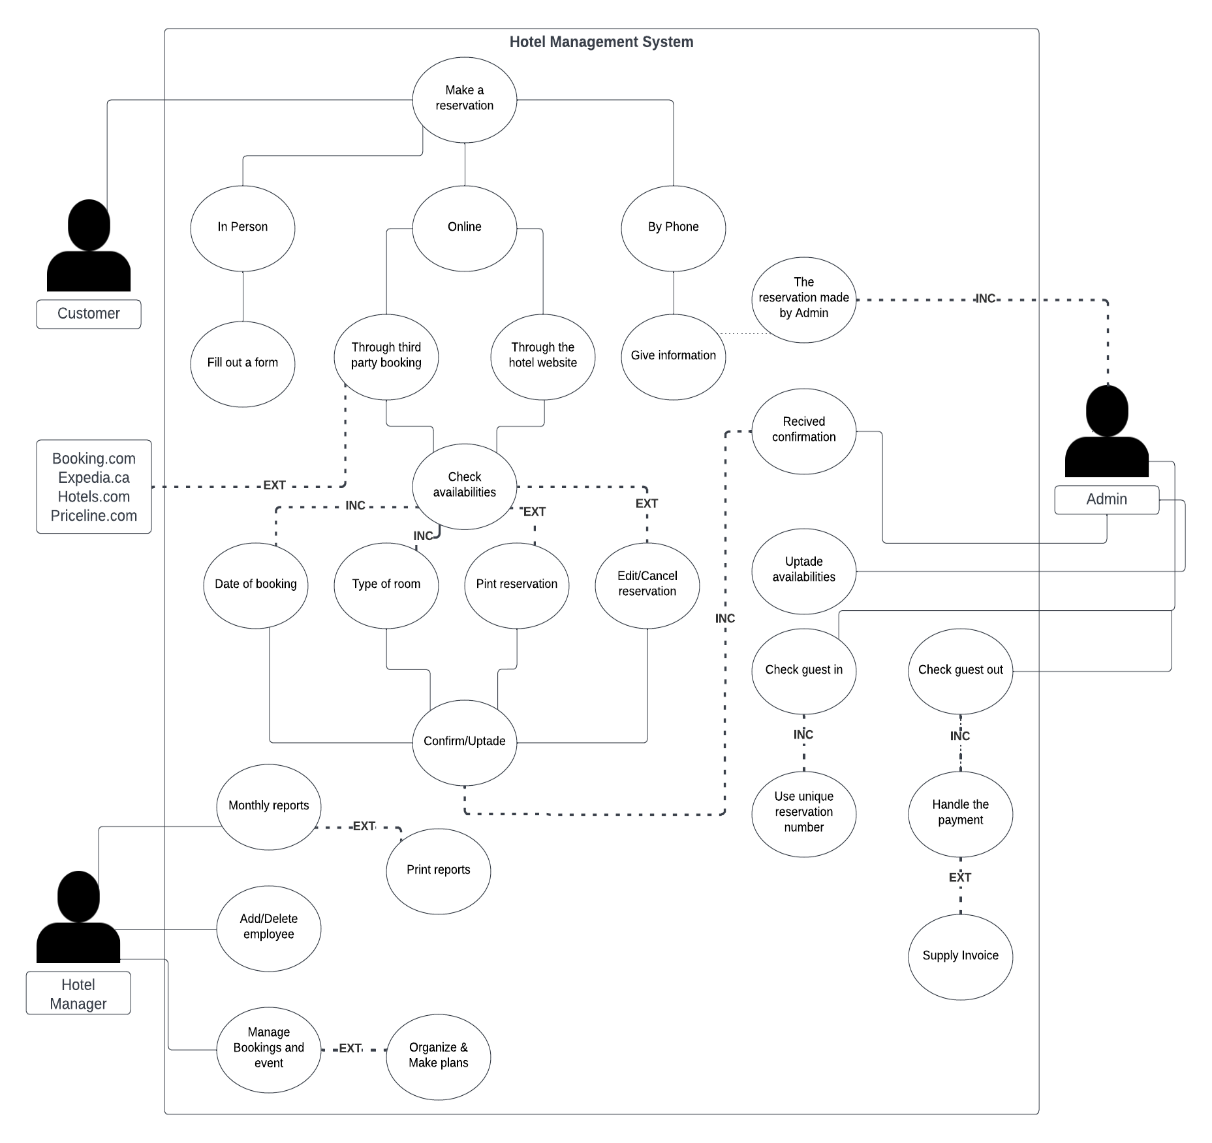 Hotel Management System
Make a
reservation
In Person
Online
By Phone
The
reservation made
by Admin
INC
Customer
Fill out a form
Through third
party booking
Through the
hotel website
Give information
Recived
confirmation
Booking.com
Expedia.ca
Hotels.com
Priceline.com
EXT
Check
availabilities
INC
EXT
EXT
INC
Admin
Date of booking
Type of room
Pint reservation
Edit/Cancel
reservation
Uptade
availabilities
INC
Check guest in
Check guest out
Confirm/Uptade
INC
INC
Monthly reports
EXT
Print reports
Use unique
reservation
number
Handle the
payment
EXT
Add/Delete
employee
Supply Invoice
Hotel
Manager
Manage
Bookings and
event
EXT
Organize &
Make plans